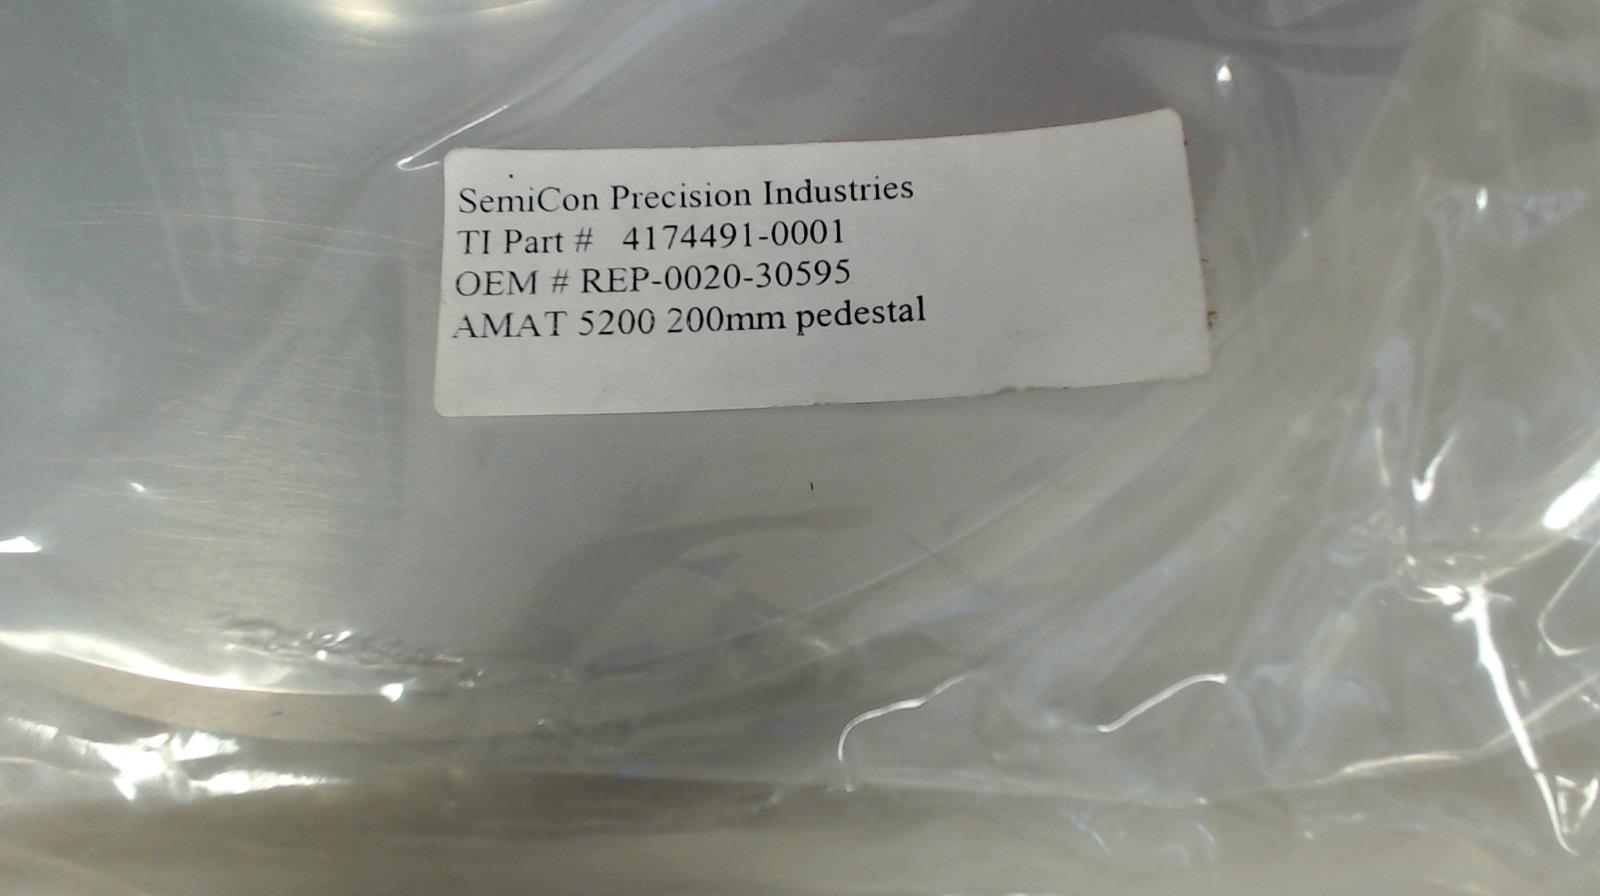 SemiCon Precision Industries
TI Part # 4174491-0001
OEM # REP-0020-30595
AMAT 5200 200mm pedestal